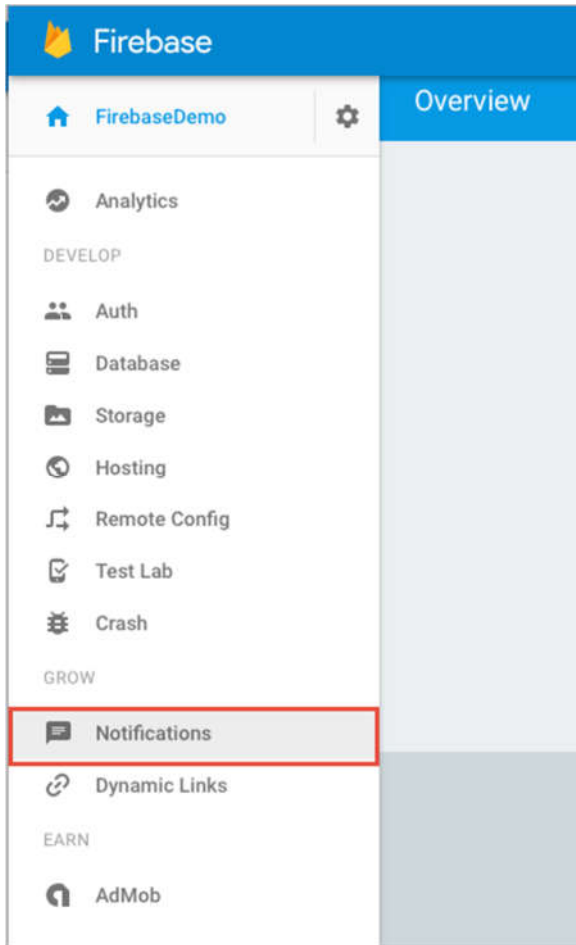 Firebase
FirebaseDemo
Overview
Analytics
DEVELOP
Auth
Database
Storage
Hosting
Remote Config
Test Lab
Crash
GROW
Notifications
Dynamic Links
EARN
AdMob